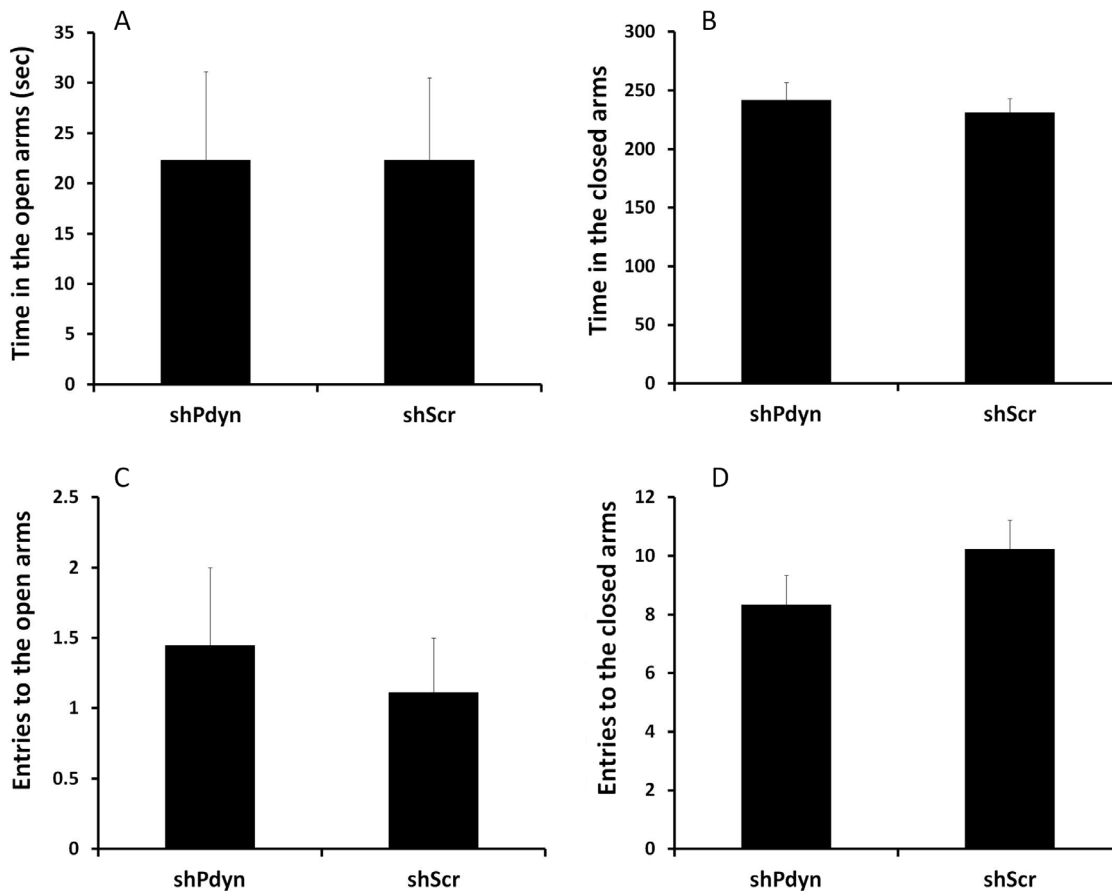 A
Time in the open arms (sec)
35
30
25
20
15
10
5
0
shPdyn
shScr
B
Time in the closed arms
300
250
200
150
100
50
0
shPdyn
shScr
C
Entries to the open arms
2.5
2
1.5
1
0.5
0
shPdyn
shScr
D
Entries to the closed arms
12
10
8
6
4
2
0
shPdyn
shScr